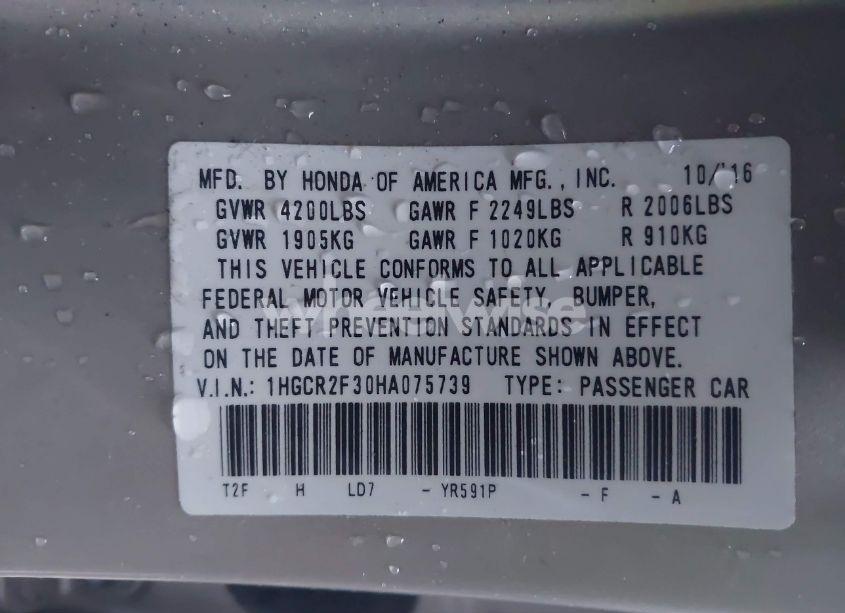 MFD. BY HONDA OF AMERICA MFG., INC. 10/'16
GVWR 4200LBS GAWR F 2249LBS R 2006LBS
GVWR 1905KG GAWR F 1020KG R 910KG
THIS VEHICLE CONFORMS TO ALL APPLICABLE
FEDERAL MOTOR VEHICLE SAFETY, BUMPER,
wheelwise
AND THEFT PREVENTION STANDARDS IN EFFECT
ON THE DATE OF MANUFACTURE SHOWN ABOVE.
V.I.N.: 1HGCR2F30HA075739 TYPE: PASSENGER CAR
T2F H LD7 - YR591P - F - A